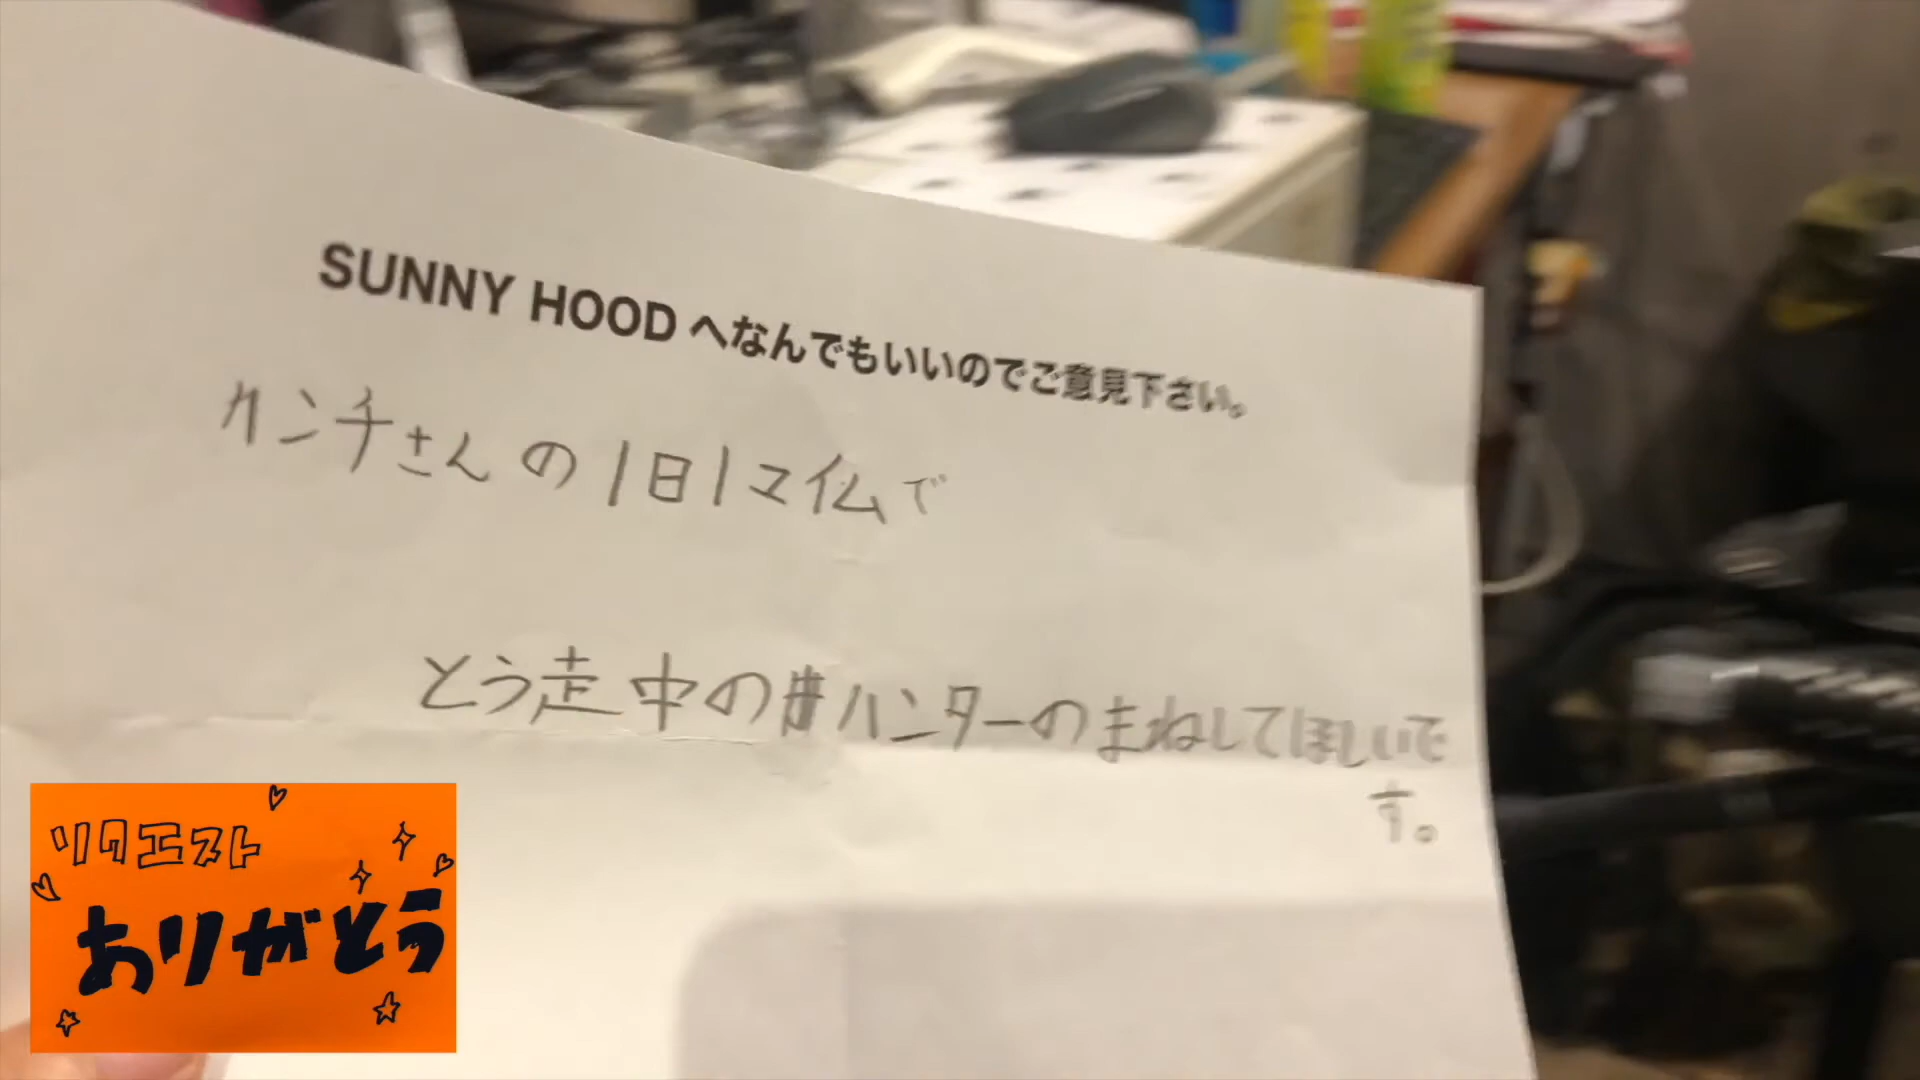 SUNNY HOOD へなんでもいいのでご意見下さい。
ケンチさんの1日1マ仏で
とう走中のハンターのまねしてほしいで
す。
リクエスト
ありがとう